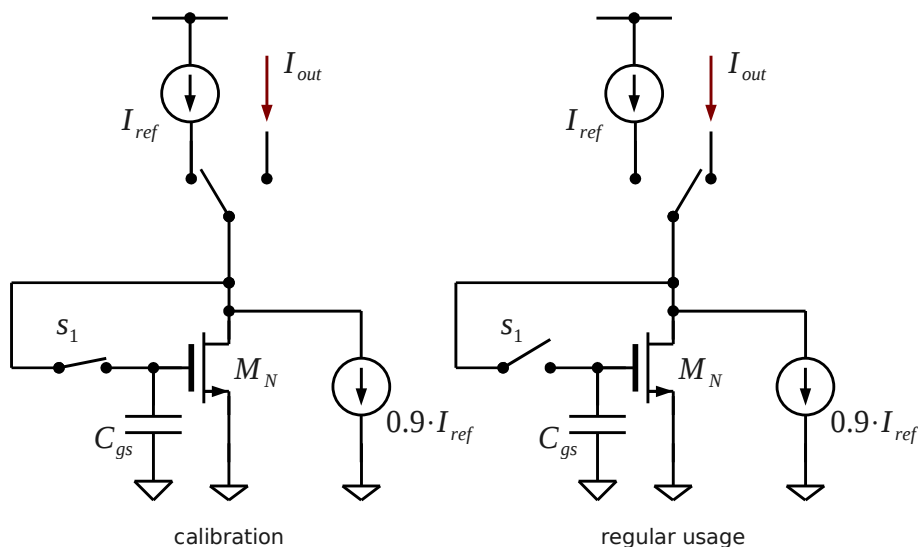 I_out
I_ref
s_1
M_N
C_gs
0.9·I_ref
calibration
I_out
I_ref
s_1
M_N
C_gs
0.9·I_ref
regular usage